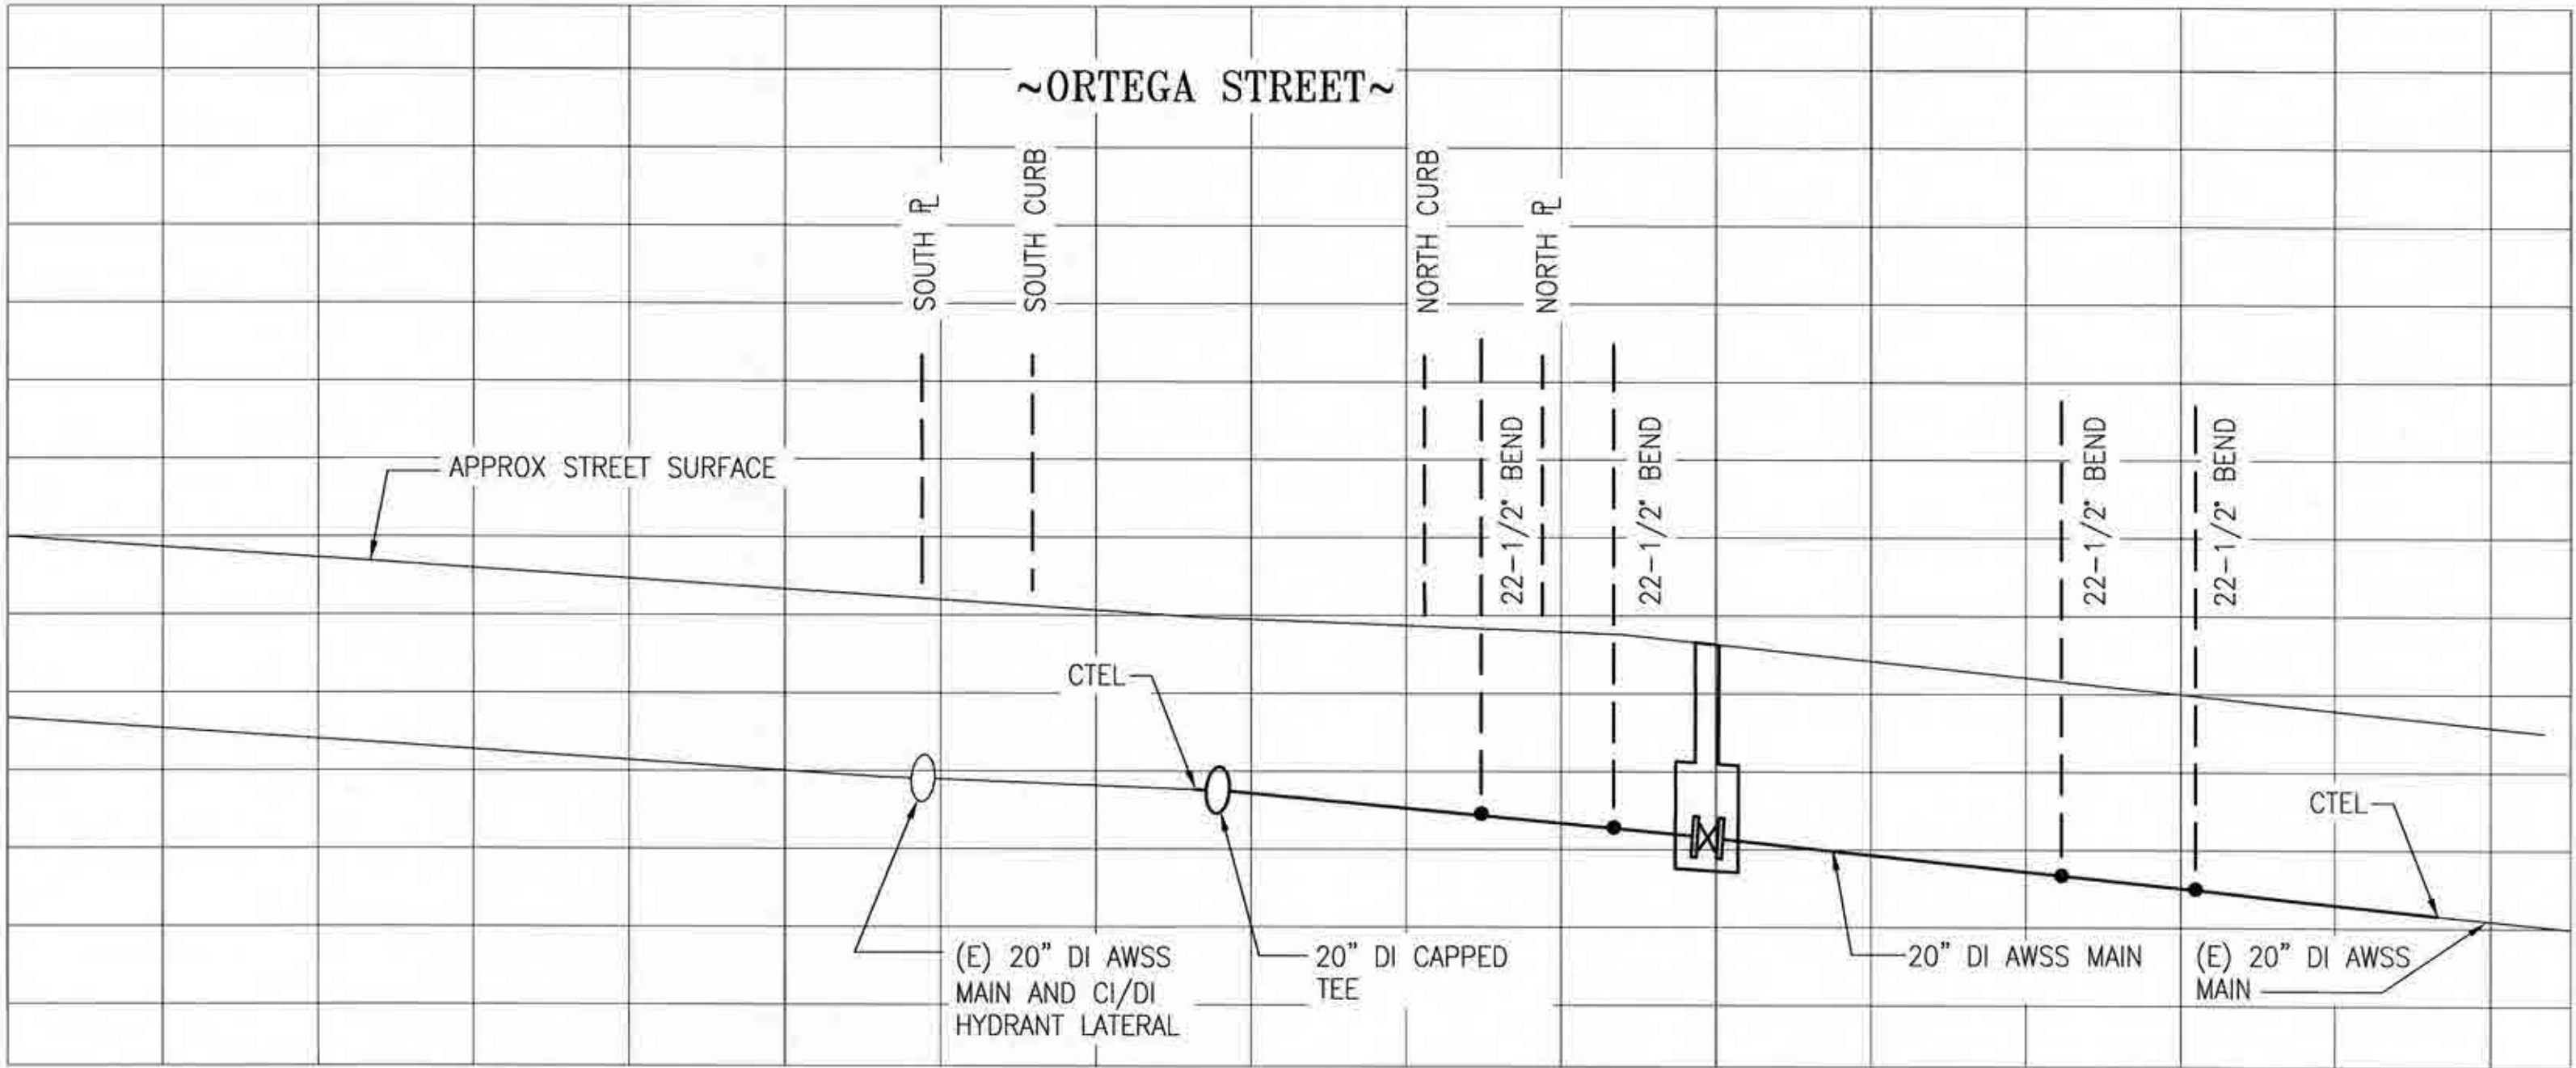 ~ORTEGA STREET~
SOUTH ⅊
SOUTH CURB
NORTH CURB
NORTH ⅊
22-1/2° BEND
22-1/2° BEND
22-1/2° BEND
22-1/2° BEND
APPROX STREET SURFACE
CTEL
CTEL
(E) 20" DI AWSS
MAIN AND CI/DI
HYDRANT LATERAL
20" DI CAPPED
TEE
20" DI AWSS MAIN
(E) 20" DI AWSS
MAIN